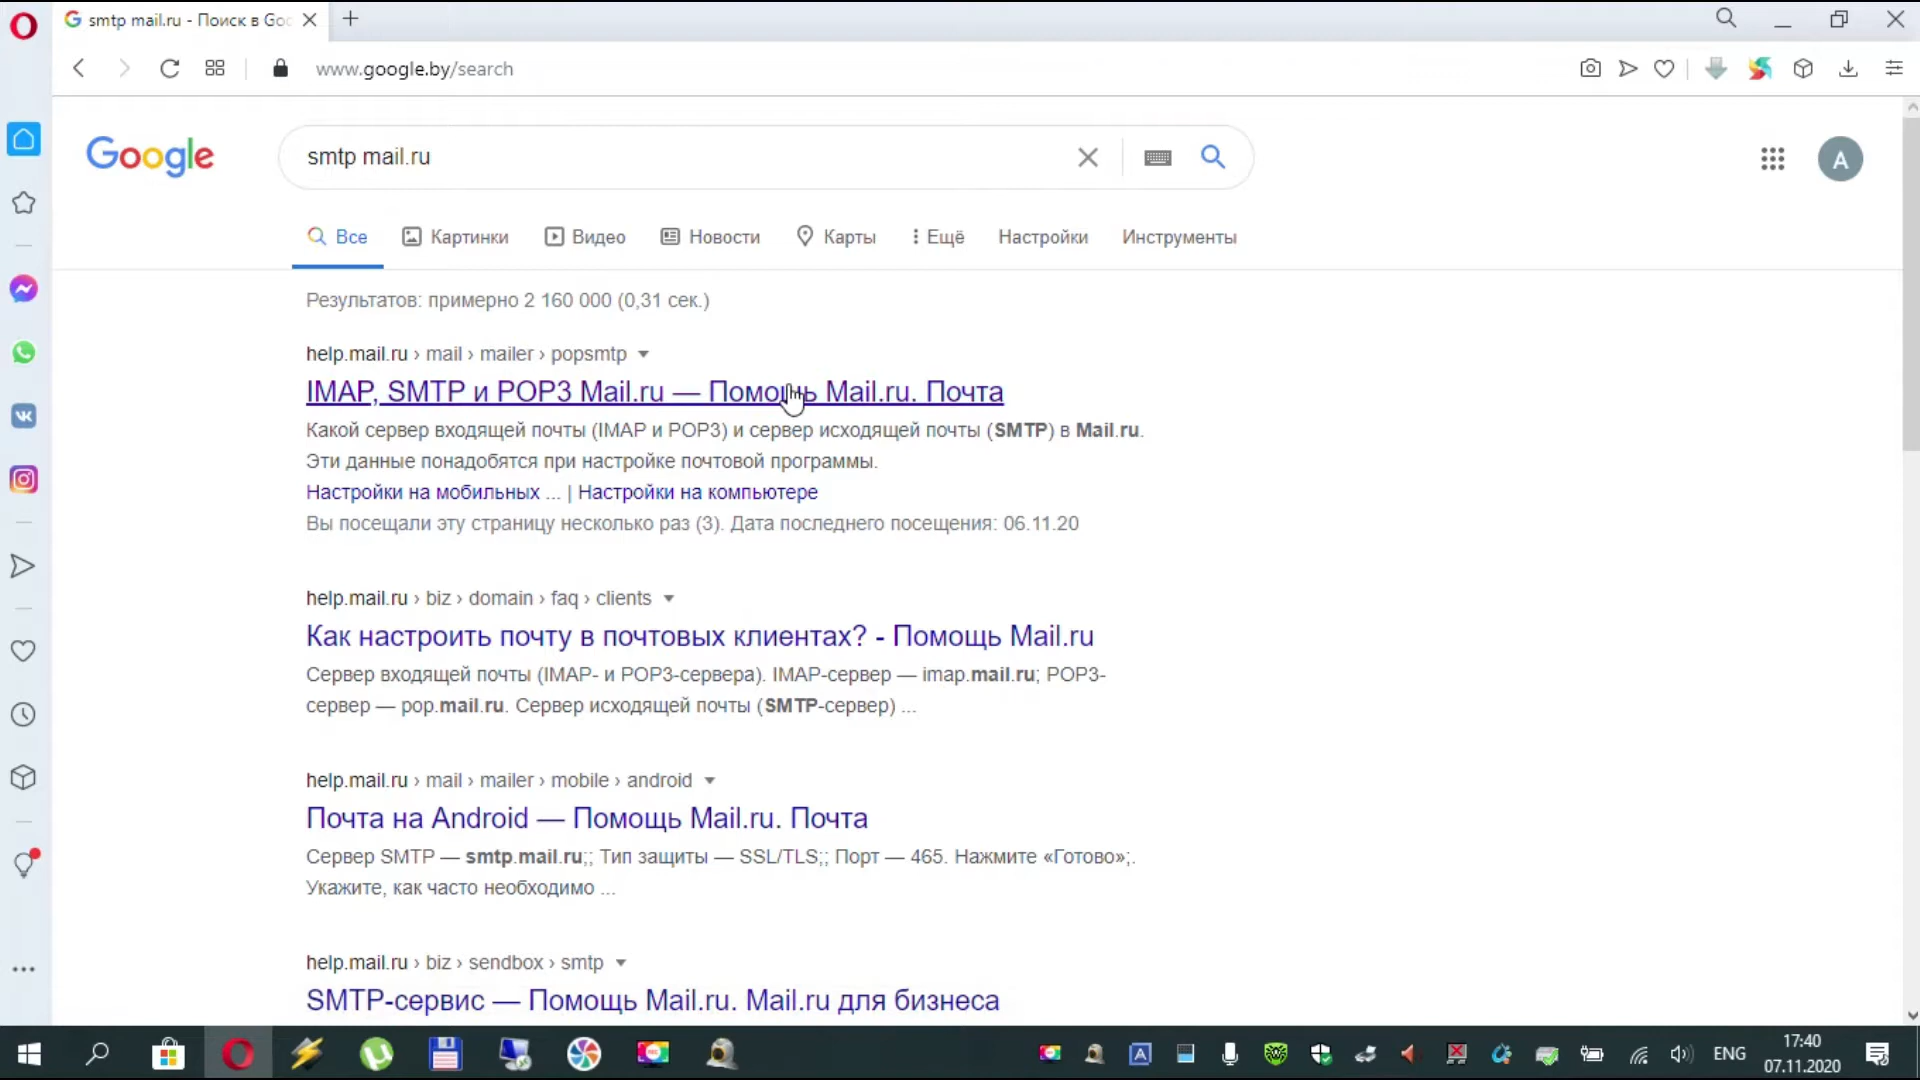 smtp mail.ru - Поиск в Goo
www.google.by/search
Google
smtp mail.ru
A
Все Картинки Видео Новости Карты Ещё Настройки Инструменты
Результатов: примерно 2 160 000 (0,31 сек.)
help.mail.ru › mail › mailer › popsmtp
IMAP, SMTP и POP3 Mail.ru — Помощь Mail.ru. Почта
Какой сервер входящей почты (IMAP и POP3) и сервер исходящей почты (SMTP) в Mail.ru.
Эти данные понадобятся при настройке почтовой программы.
Настройки на мобильных ... | Настройки на компьютере
Вы посещали эту страницу несколько раз (3). Дата последнего посещения: 06.11.20
help.mail.ru › biz › domain › faq › clients
Как настроить почту в почтовых клиентах? - Помощь Mail.ru
Сервер входящей почты (IMAP- и POP3-сервера). IMAP-сервер — imap.mail.ru; POP3-
сервер — pop.mail.ru. Сервер исходящей почты (SMTP-сервер) ...
help.mail.ru › mail › mailer › mobile › android
Почта на Android — Помощь Mail.ru. Почта
Сервер SMTP — smtp.mail.ru;; Тип защиты — SSL/TLS;; Порт — 465. Нажмите «Готово»;.
Укажите, как часто необходимо ...
help.mail.ru › biz › sendbox › smtp
SMTP-сервис — Помощь Mail.ru. Mail.ru для бизнеса
ENG
17:40
07.11.2020